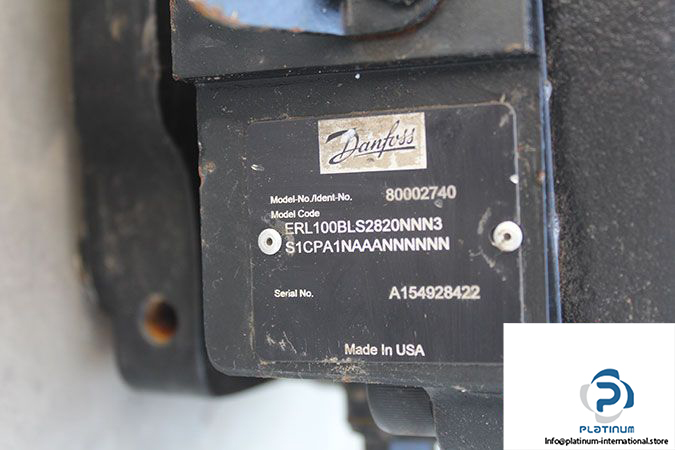 Danfoss
Model-No./Ident-No. 80002740
Model Code
ERL100BLS2820NNN3
S1CPA1NAAANNNNNN
Serial No. A154928422
Made In USA
PLATINUM
Info@platinum-international.store